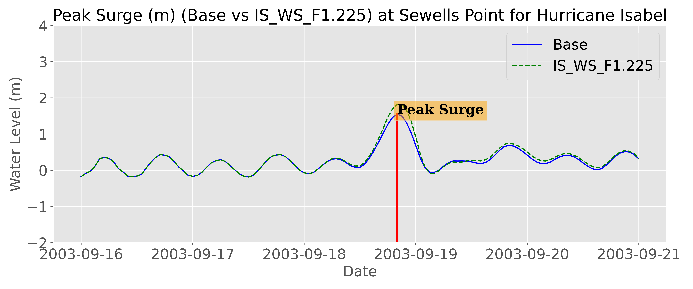 Peak Surge (m) (Base vs IS_WS_F1.225) at Sewells Point for Hurricane Isabel
4
Base
IS_WS_F1.225
3
2
Peak Surge
1
0
−1
−2
Water Level (m)
2003-09-16 2003-09-17 2003-09-18 2003-09-19 2003-09-20 2003-09-21
Date